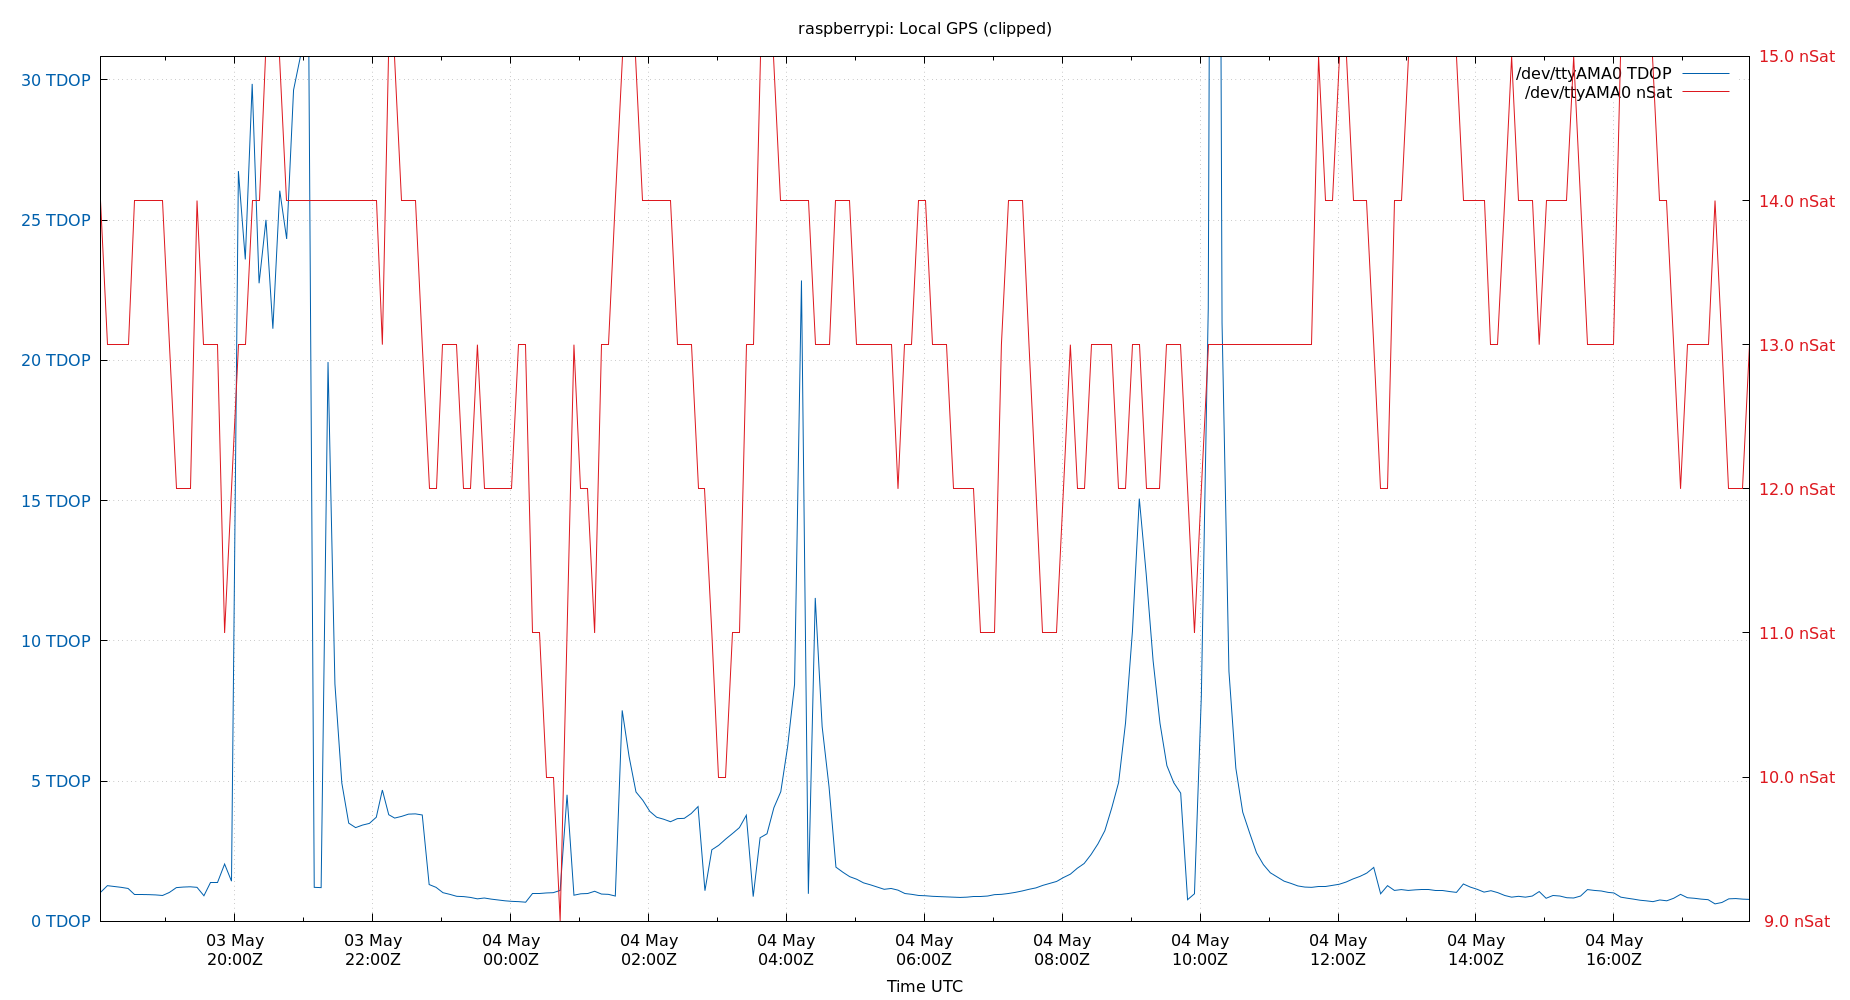 raspberrypi: Local GPS (clipped)
/dev/ttyAMA0 TDOP
/dev/ttyAMA0 nSat
30 TDOP
25 TDOP
20 TDOP
15 TDOP
10 TDOP
5 TDOP
0 TDOP
15.0 nSat
14.0 nSat
13.0 nSat
12.0 nSat
11.0 nSat
10.0 nSat
9.0 nSat
03 May
20:00Z
03 May
22:00Z
04 May
00:00Z
04 May
02:00Z
04 May
04:00Z
04 May
06:00Z
04 May
08:00Z
04 May
10:00Z
04 May
12:00Z
04 May
14:00Z
04 May
16:00Z
Time UTC